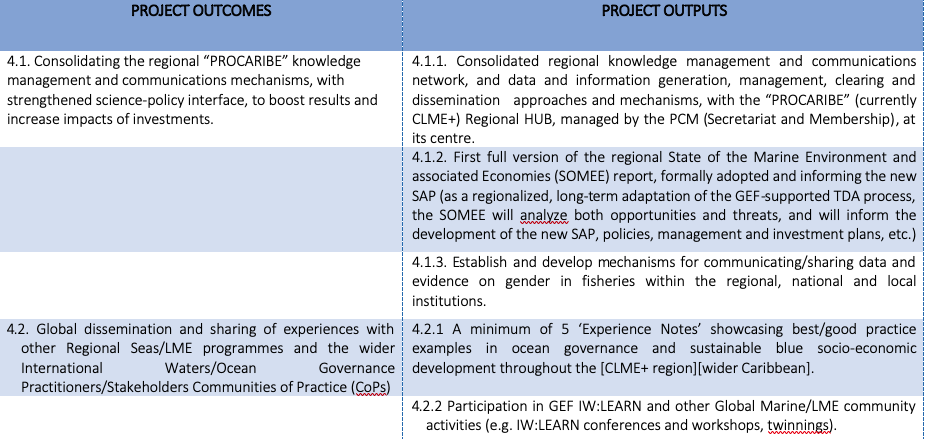 PROJECT OUTCOMES
PROJECT OUTPUTS
4.1. Consolidating the regional “PROCARIBE” knowledge
management and communications mechanisms, with
strengthened science-policy interface, to boost results and
increase impacts of investments.
4.1.1. Consolidated regional knowledge management and communications
network, and data and information generation, management, clearing and
dissemination approaches and mechanisms, with the “PROCARIBE” (currently
CLME+) Regional HUB, managed by the PCM (Secretariat and Membership), at
its centre.
4.1.2. First full version of the regional State of the Marine Environment and
associated Economies (SOMEE) report, formally adopted and informing the new
SAP (as a regionalized, long-term adaptation of the GEF-supported TDA process,
the SOMEE will analyze both opportunities and threats, and will inform the
development of the new SAP, policies, management and investment plans, etc.)
4.1.3. Establish and develop mechanisms for communicating/sharing data and
evidence on gender in fisheries within the regional, national and local
institutions.
4.2. Global dissemination and sharing of experiences with
other Regional Seas/LME programmes and the wider
International Waters/Ocean Governance
Practitioners/Stakeholders Communities of Practice (CoPs)
4.2.1 A minimum of 5 ‘Experience Notes’ showcasing best/good practice
examples in ocean governance and sustainable blue socio-economic
development throughout the [CLME+ region][wider Caribbean].
4.2.2 Participation in GEF IW:LEARN and other Global Marine/LME community
activities (e.g. IW:LEARN conferences and workshops, twinnings).